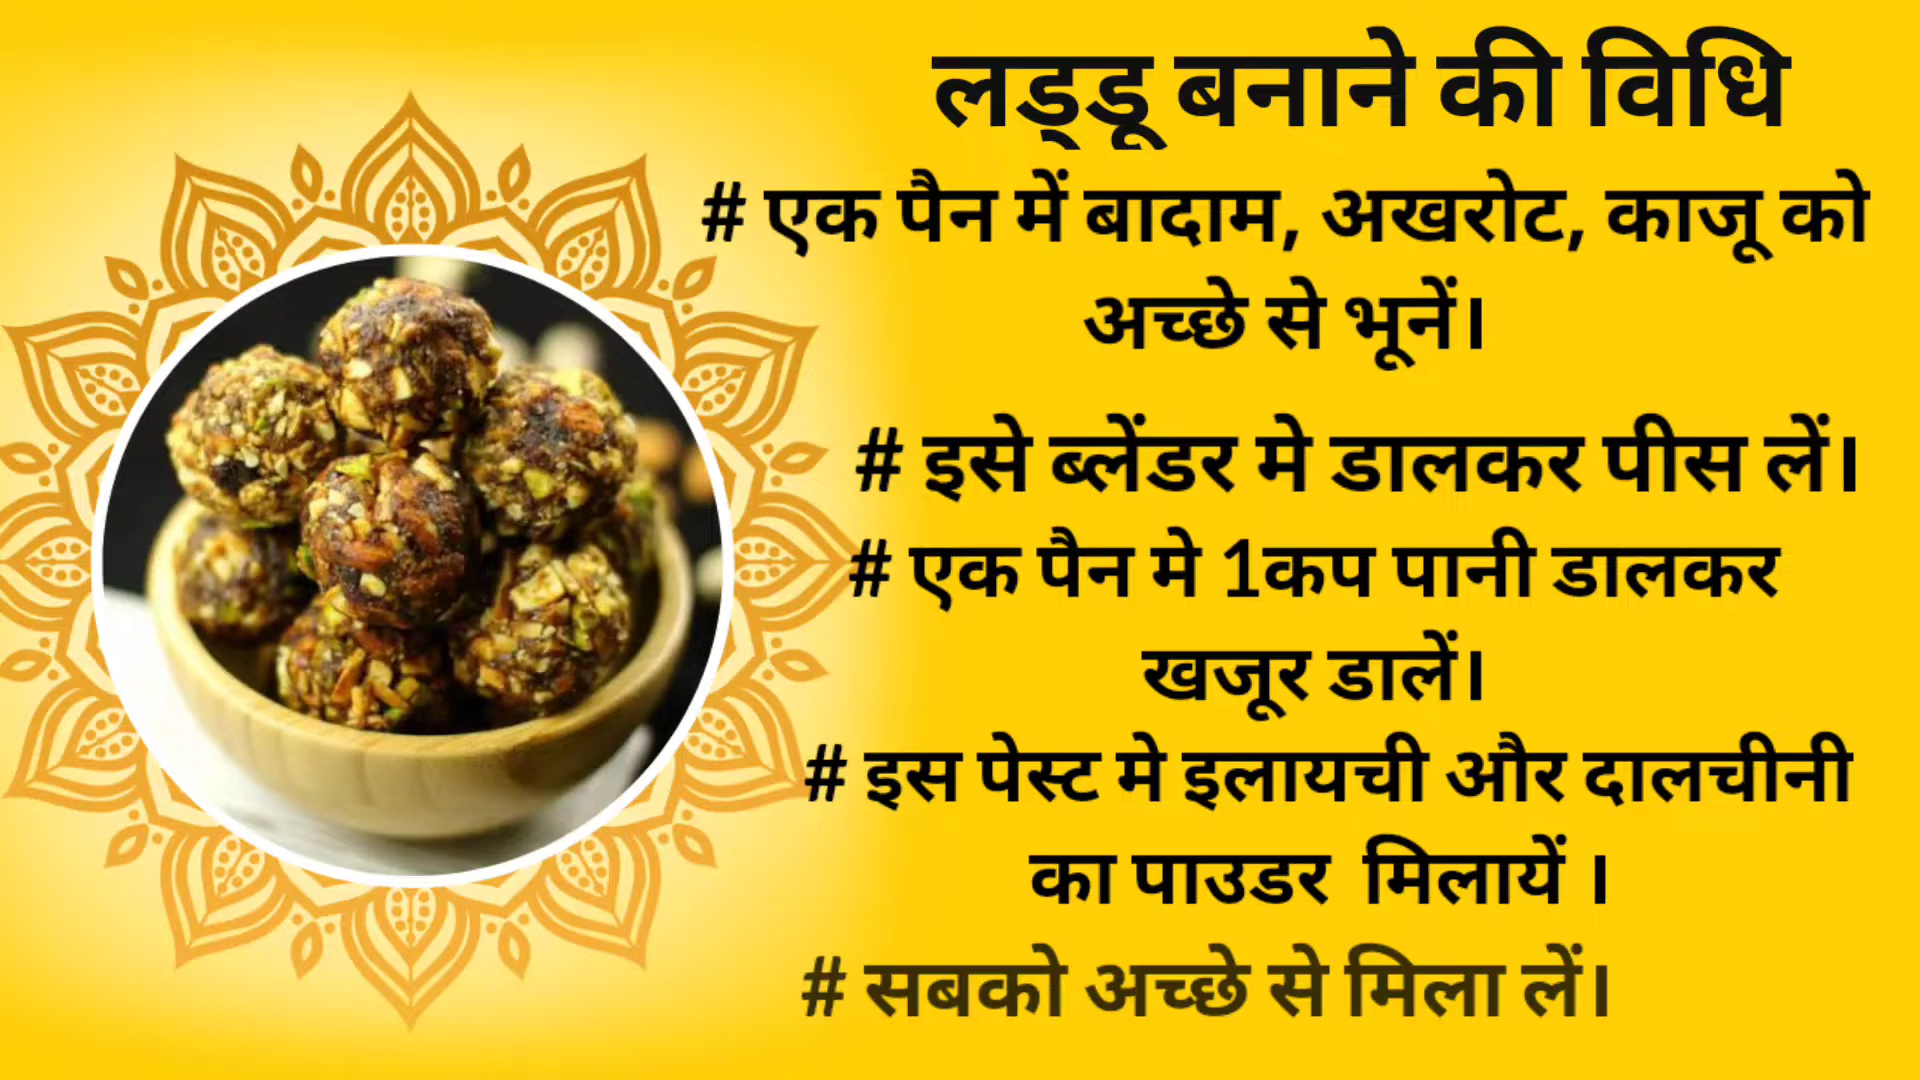 लड्डू बनाने की विधि
# एक पैन में बादाम, अखरोट, काजू को
अच्छे से भूनें।
# इसे ब्लेंडर मे डालकर पीस लें।
# एक पैन मे 1कप पानी डालकर
खजूर डालें।
# इस पेस्ट मे इलायची और दालचीनी
का पाउडर मिलायें ।
# सबको अच्छे से मिला लें।